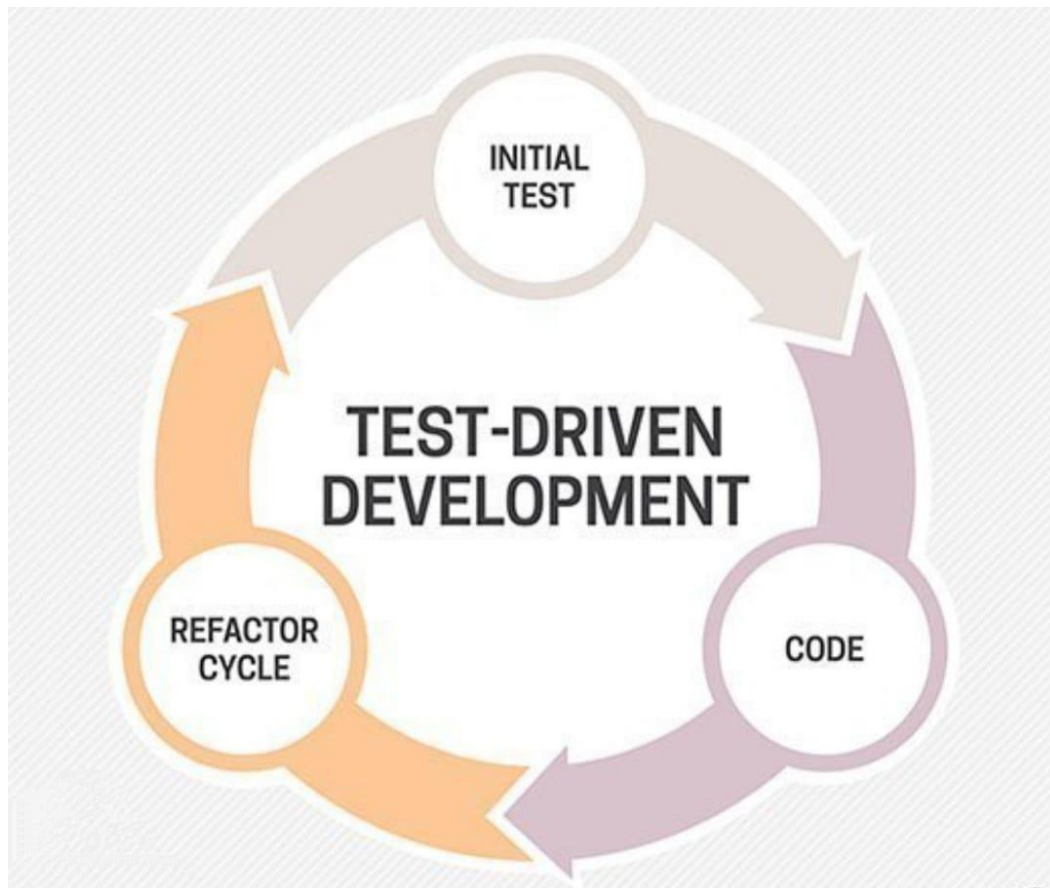 INITIAL
TEST
TEST-DRIVEN
DEVELOPMENT
REFACTOR
CYCLE
CODE